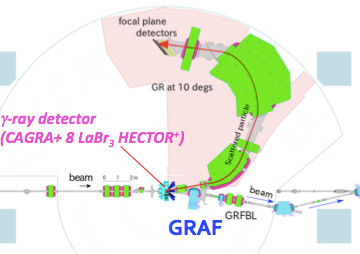 focal plane
detectors
GR at 10 degs
γ-ray detector
(CAGRA+ 8 LaBr3 HECTOR+)
Scattered particle
beam
0 1 2m
beam
GRFBL
GRAF